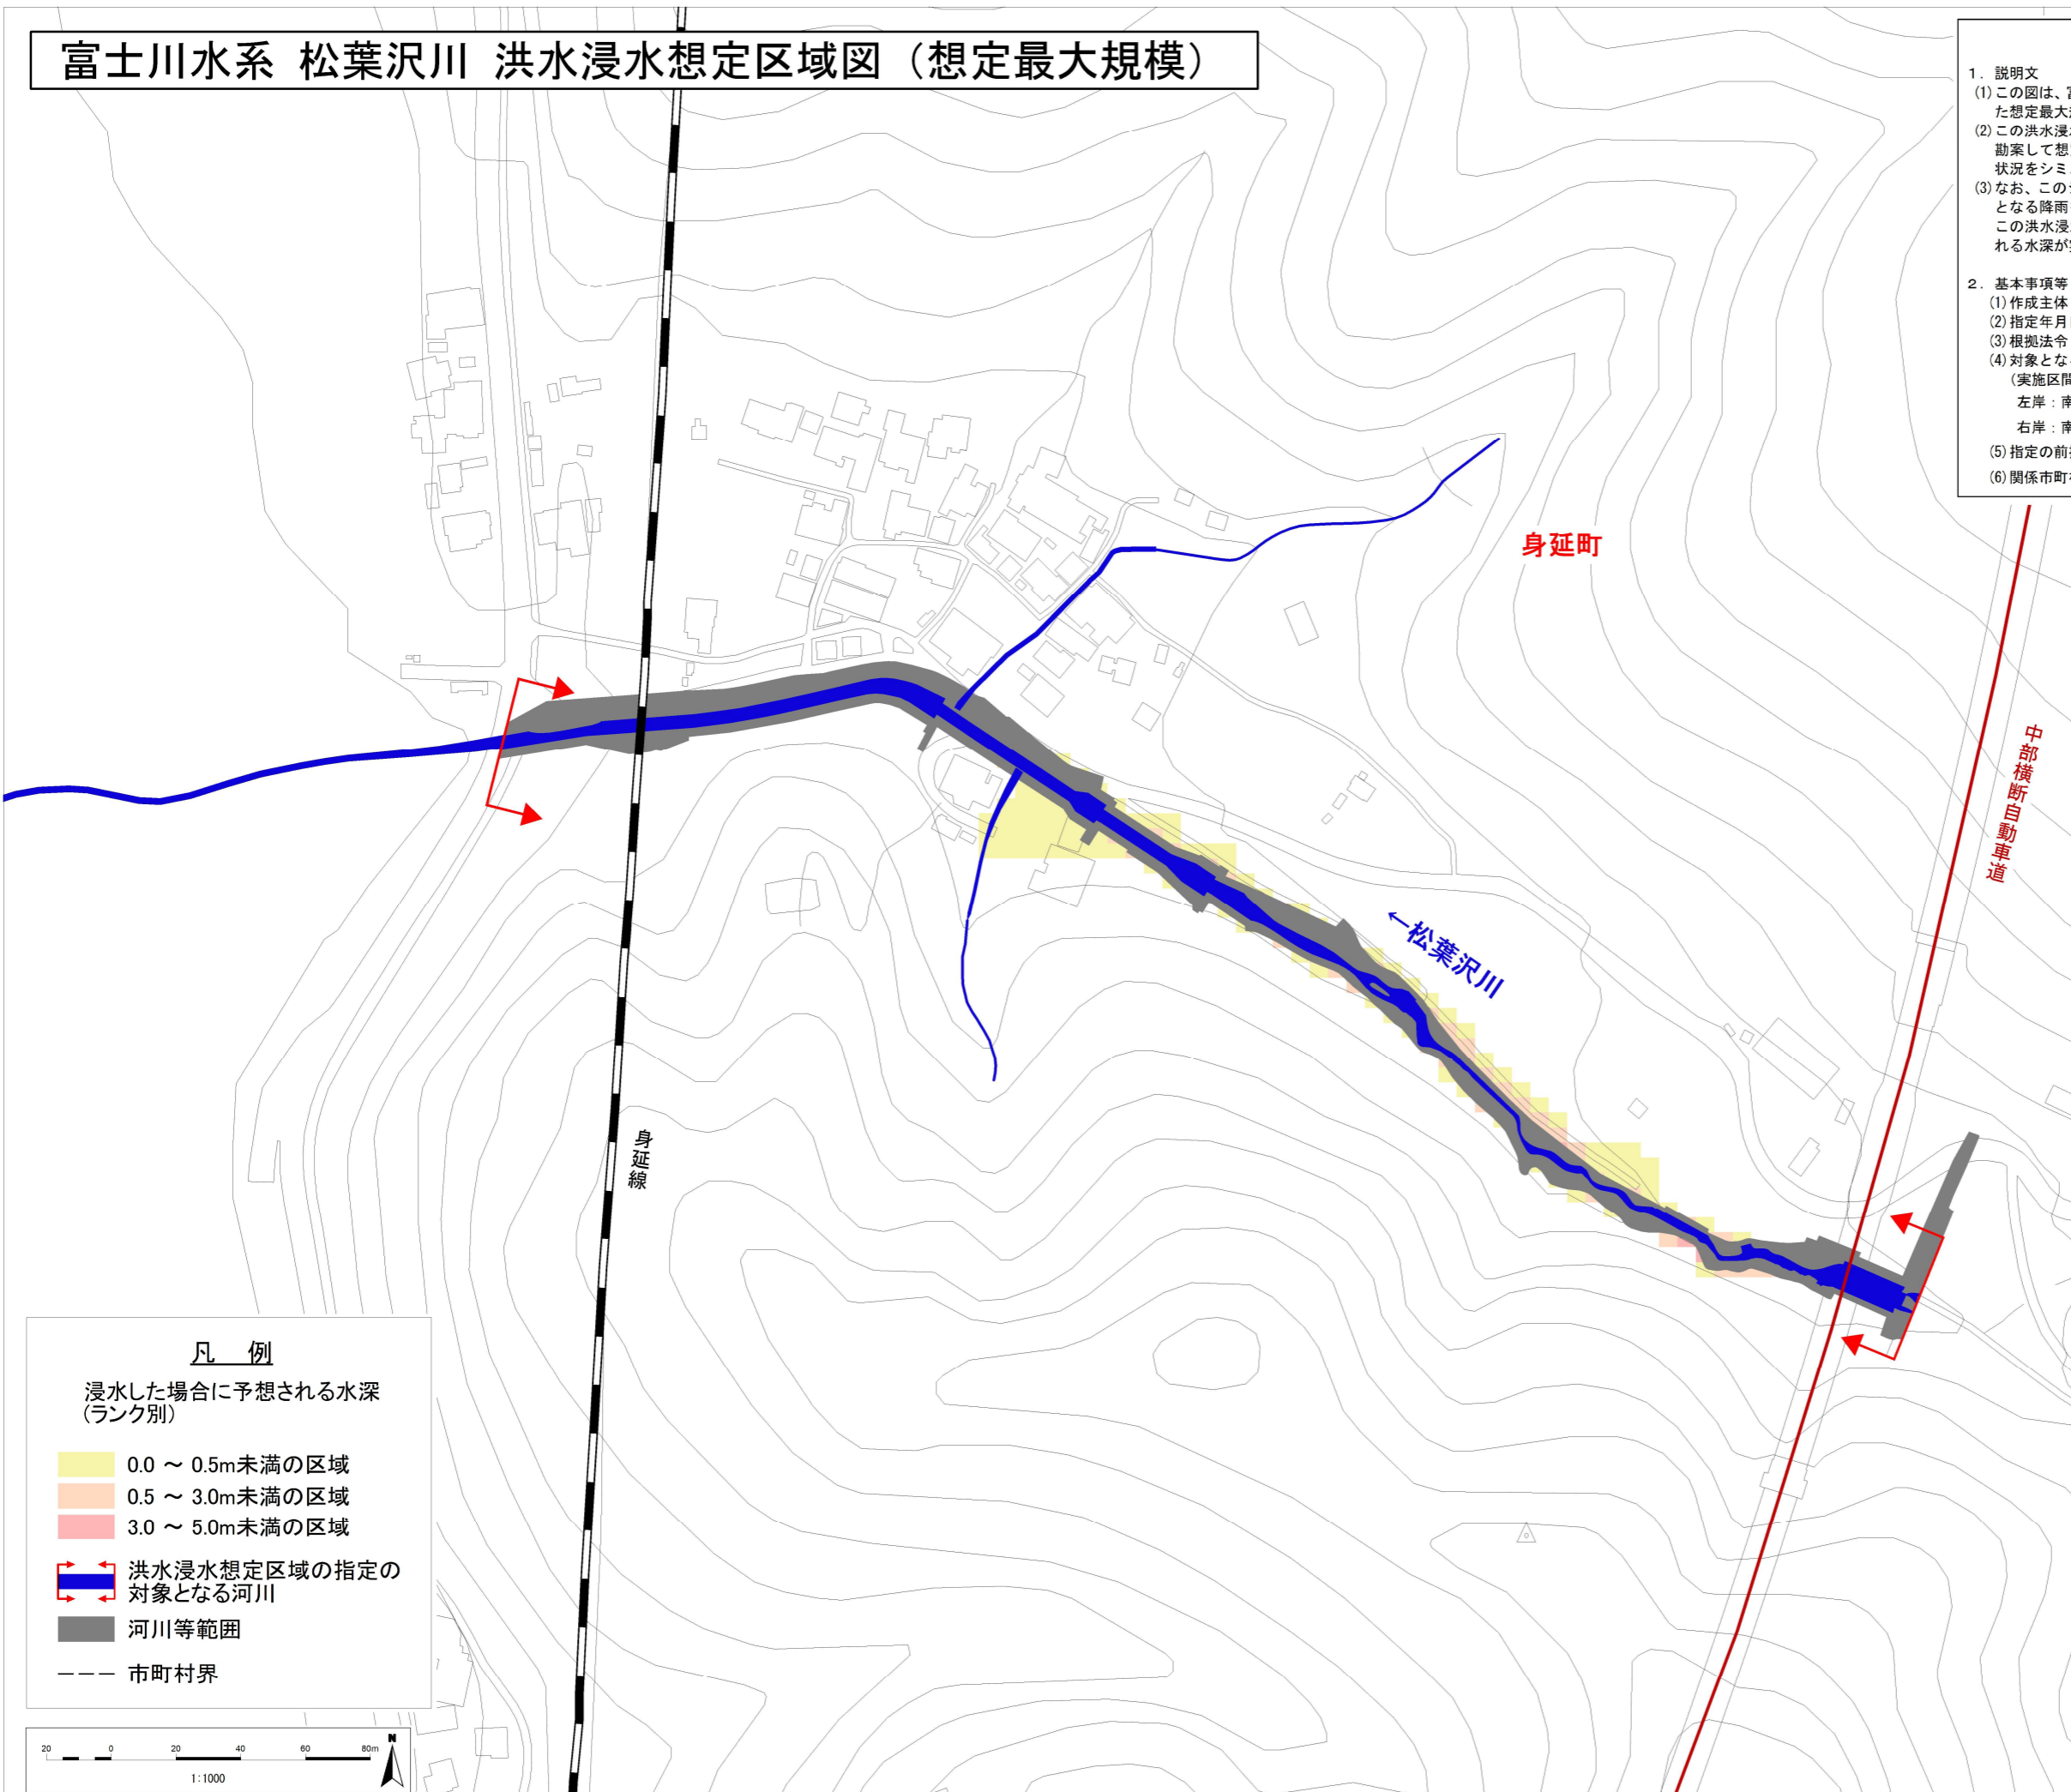 富士川水系 松葉沢川 洪水浸水想定区域図（想定最大規模）
1. 説明文
(1)この図は、
た想定最大
(2)この洪水浸
勘案して想
状況をシミ
(3)なお、この
となる降雨
この洪水浸
れる水深が
2. 基本事項等
(1)作成主体
(2)指定年月
(3)根拠法令
(4)対象とな
（実施区間
左岸：南
右岸：南
(5)指定の前
(6)関係市町
身延町
中部横断自動車道
←松葉沢川
身延線
凡 例
浸水した場合に予想される水深
(ランク別)
0.0 ～ 0.5m未満の区域
0.5 ～ 3.0m未満の区域
3.0 ～ 5.0m未満の区域
洪水浸水想定区域の指定の
対象となる河川
河川等範囲
市町村界
20 0 20 40 60 80m
N
1:1000